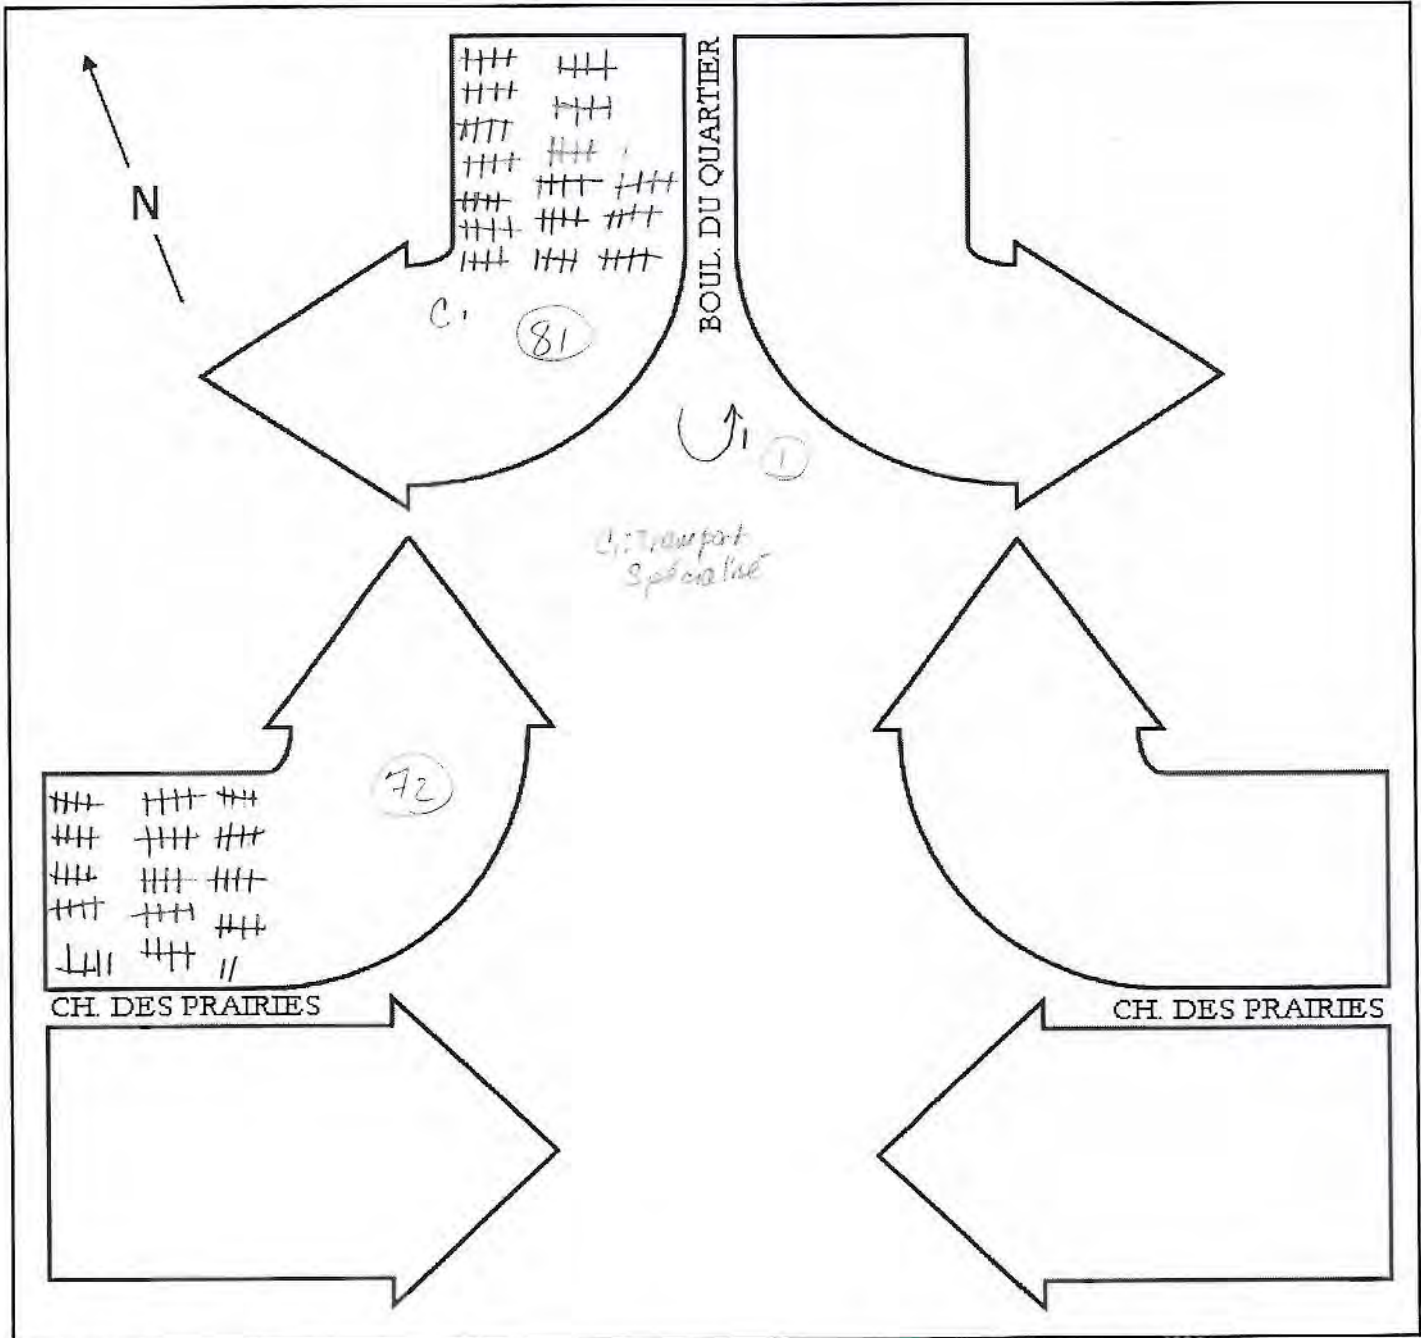 N
BOUL. DU QUARTIER
C.
81
1
C: Transport
Spécialisé
72
CH. DES PRAIRIES
CH. DES PRAIRIES